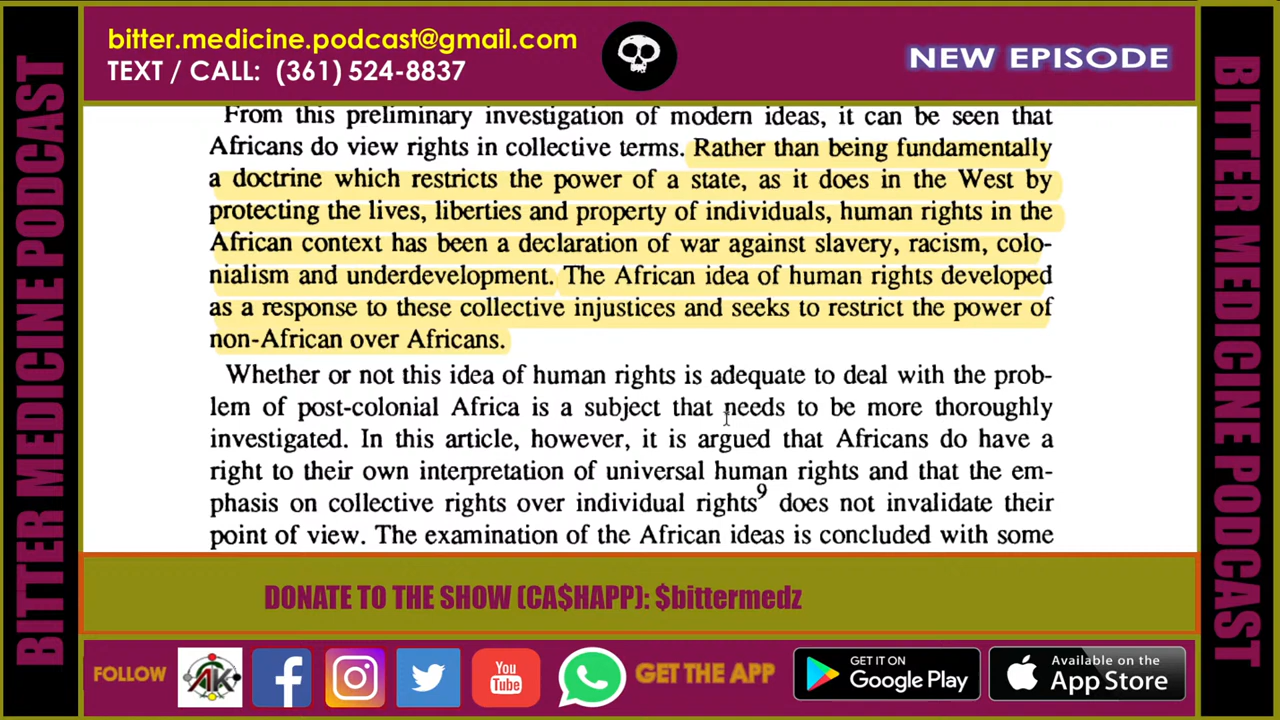 bitter.medicine.podcast@gmail.com
TEXT / CALL: (361) 524-8837
NEW EPISODE
BITTER MEDICINE PODCAST
From this preliminary investigation of modern ideas, it can be seen that
Africans do view rights in collective terms. Rather than being fundamentally
a doctrine which restricts the power of a state, as it does in the West by
protecting the lives, liberties and property of individuals, human rights in the
African context has been a declaration of war against slavery, racism, colo-
nialism and underdevelopment. The African idea of human rights developed
as a response to these collective injustices and seeks to restrict the power of
non-African over Africans.
Whether or not this idea of human rights is adequate to deal with the prob-
lem of post-colonial Africa is a subject that needs to be more thoroughly
investigated. In this article, however, it is argued that Africans do have a
right to their own interpretation of universal human rights and that the em-
phasis on collective rights over individual rights9 does not invalidate their
point of view. The examination of the African ideas is concluded with some
BITTER MEDICINE PODCAST
DONATE TO THE SHOW (CA$HAPP): $bittermedz
FOLLOW
ATK
f
You
Tube
GET THE APP
GET IT ON
Google Play
Available on the
App Store